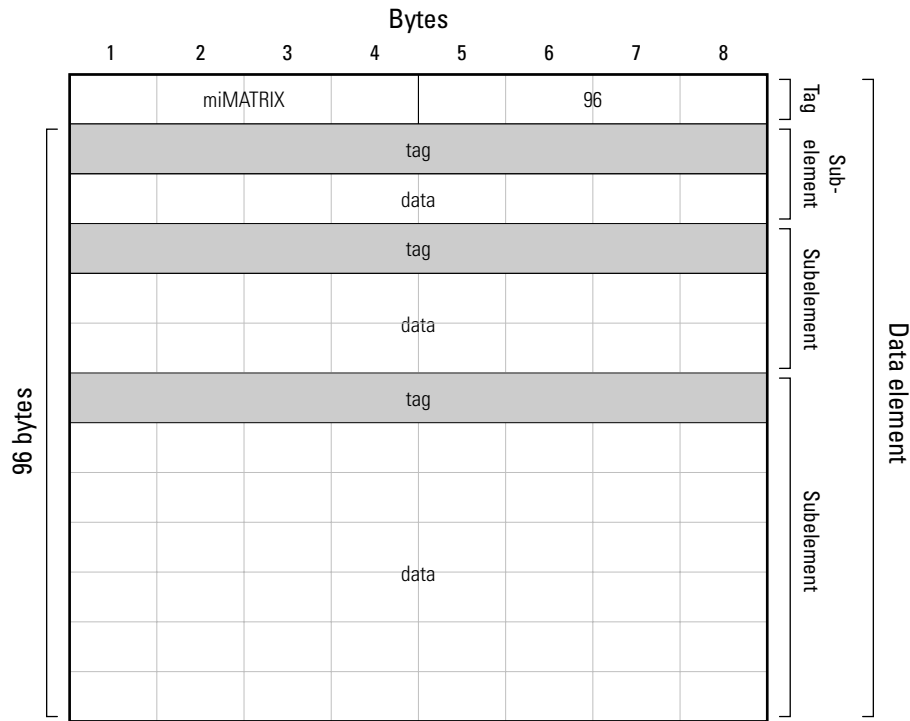 Bytes
1 2 3 4 5 6 7 8
miMATRIX 96 Tag
tag Sub-
element
data
tag Subelement
data
tag Subelement
data
96 bytes
Data element